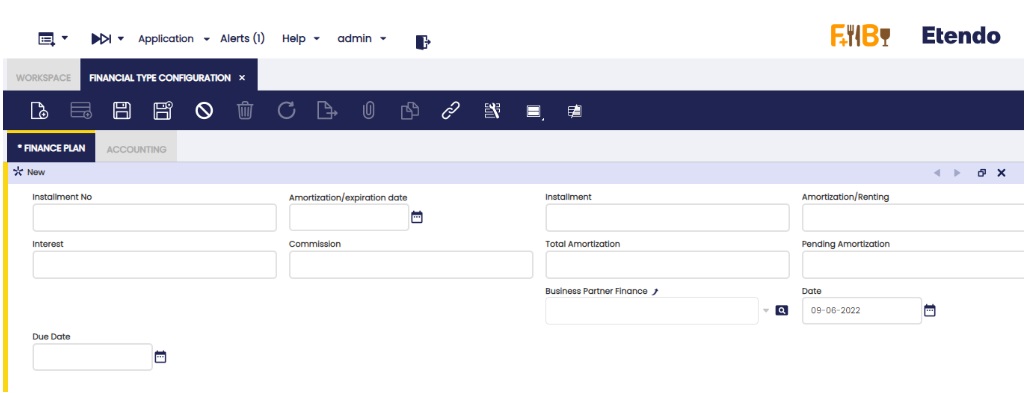 Application Alerts (1) Help admin F+HB Etendo
WORKSPACE FINANCIAL TYPE CONFIGURATION ×
* FINANCE PLAN ACCOUNTING
New
Installment No Amortization/expiration date Installment Amortization/Renting
Interest Commission Total Amortization Pending Amortization
Business Partner Finance Date
09-06-2022
Due Date